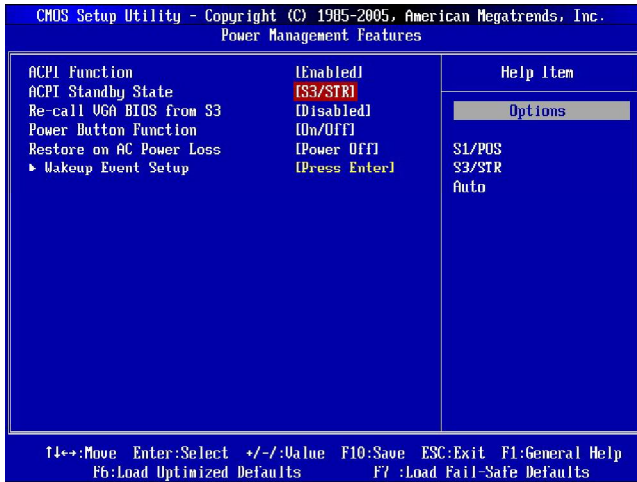 CMOS Setup Utility - Copyright (C) 1985-2005, American Megatrends, Inc.
Power Management Features
ACPI Function [Enabled]
ACPI Standby State [S3/STR]
Re-call VGA BIOS from S3 [Disabled]
Power Button Function [On/Off]
Restore on AC Power Loss [Power Off]
► Wakeup Event Setup [Press Enter]
Help Item
Options
S1/POS
S3/STR
Auto
↑↓←→:Move Enter:Select +/-/:Value F10:Save ESC:Exit F1:General Help
F6:Load Optimized Defaults F7 :Load Fail-Safe Defaults